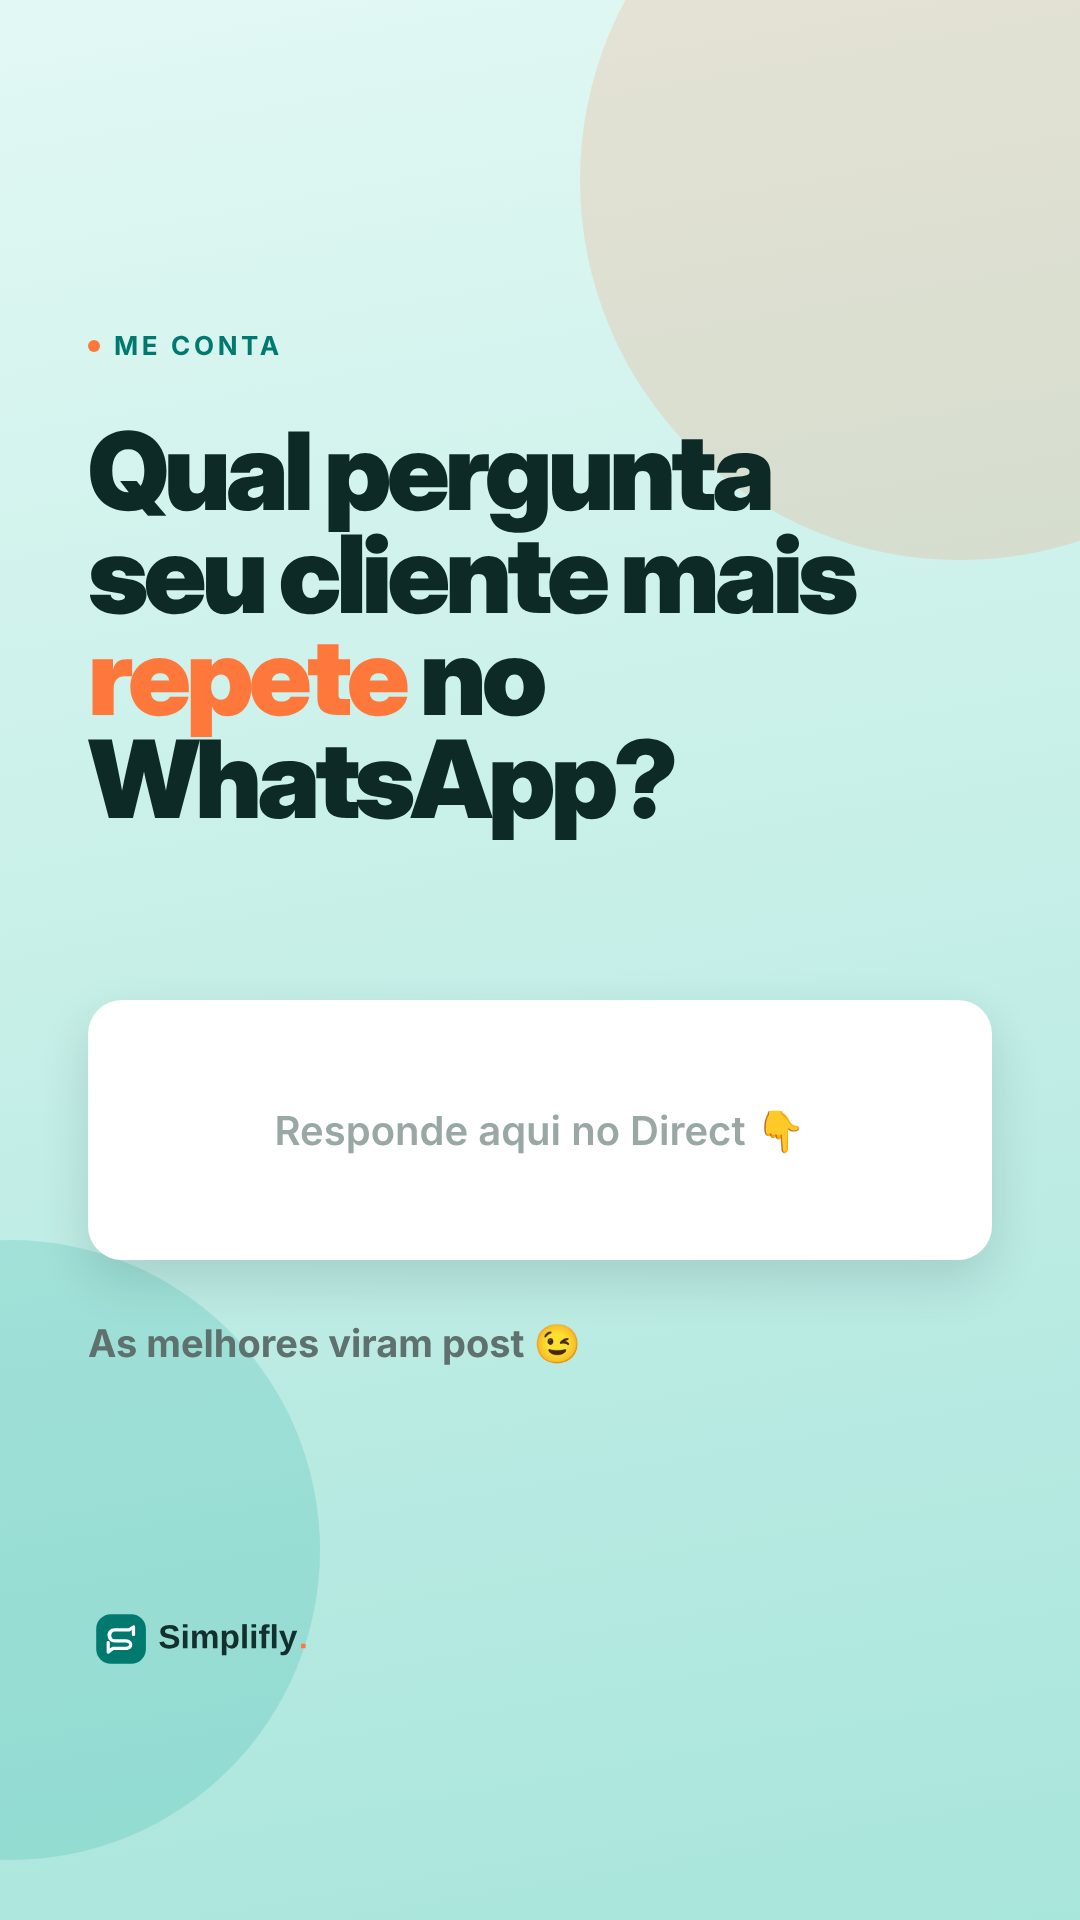 ME CONTA
Qual pergunta
seu cliente mais
repete no
WhatsApp?
Responde aqui no Direct 👇
As melhores viram post 😉
Simplifly.